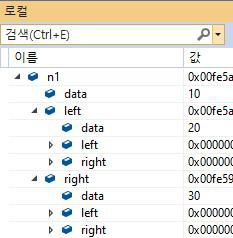 로컬
검색(Ctrl+E)
이름 값
n1 0x00fe5a
data 10
left 0x00fe5a
data 20
left 0x000000
right 0x000000
right 0x00fe59
data 30
left 0x000000
right 0x000000